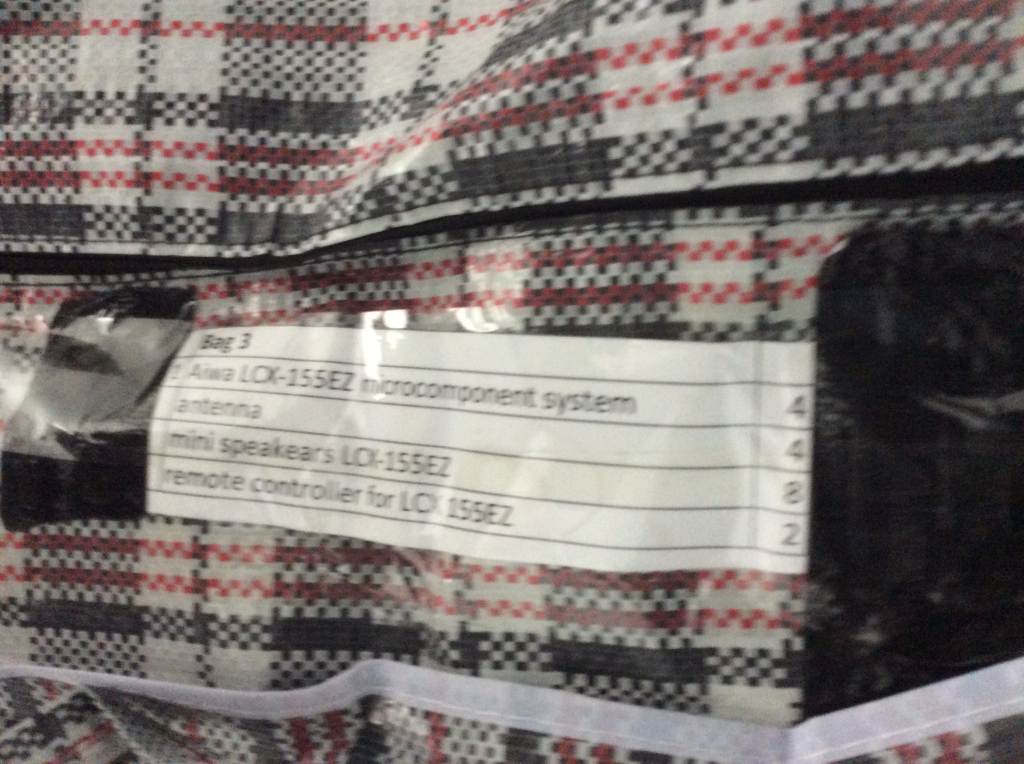 Bag 3
Aiwa LCX-155EZ microcomponent system 4
antenna 4
mini speakears LCX-155EZ 8
remote controller for LCX 155EZ 2